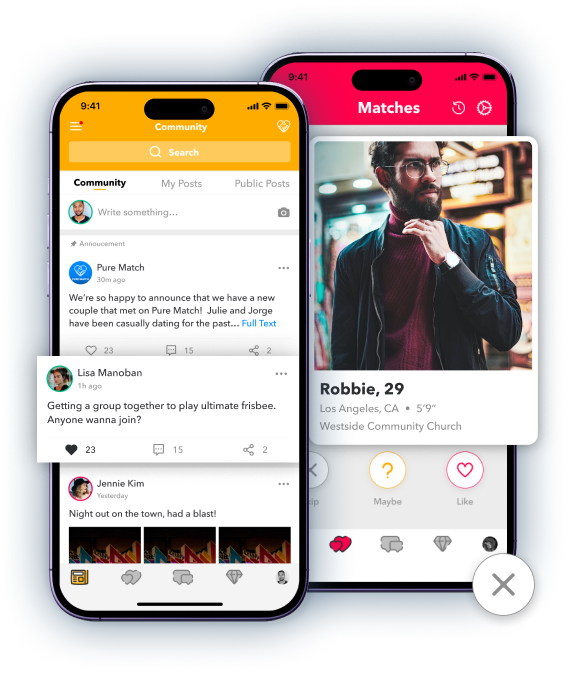 9:41
Community
Search
Community
My Posts
Public Posts
Write something...
Annoucement
Pure Match
30m ago
We're so happy to announce that we have a new
couple that met on Pure Match! Julie and Jorge
have been casually dating for the past... Full Text
23
15
2
Lisa Manoban
1h ago
Getting a group together to play ultimate frisbee.
Anyone wanna join?
23
15
2
Jennie Kim
Yesterday
Night out on the town, had a blast!
9:41
Matches
Robbie, 29
Los Angeles, CA • 5'9"
Westside Community Church
Maybe
Like